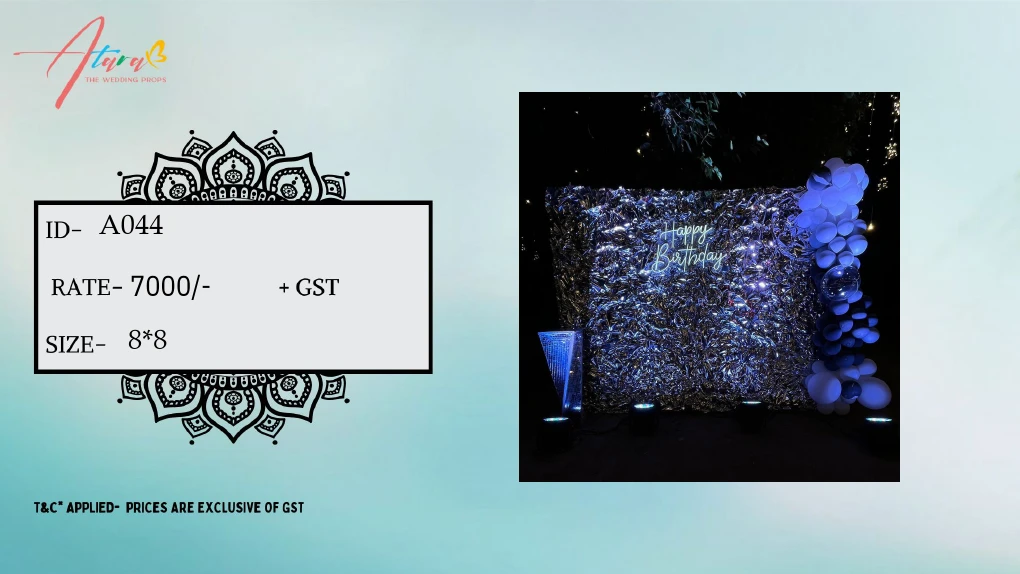 Atara
THE WEDDING PROPS
ID- A044
RATE- 7000/- + GST
SIZE- 8*8
Happy
Birthday
T&C* APPLIED- PRICES ARE EXCLUSIVE OF GST